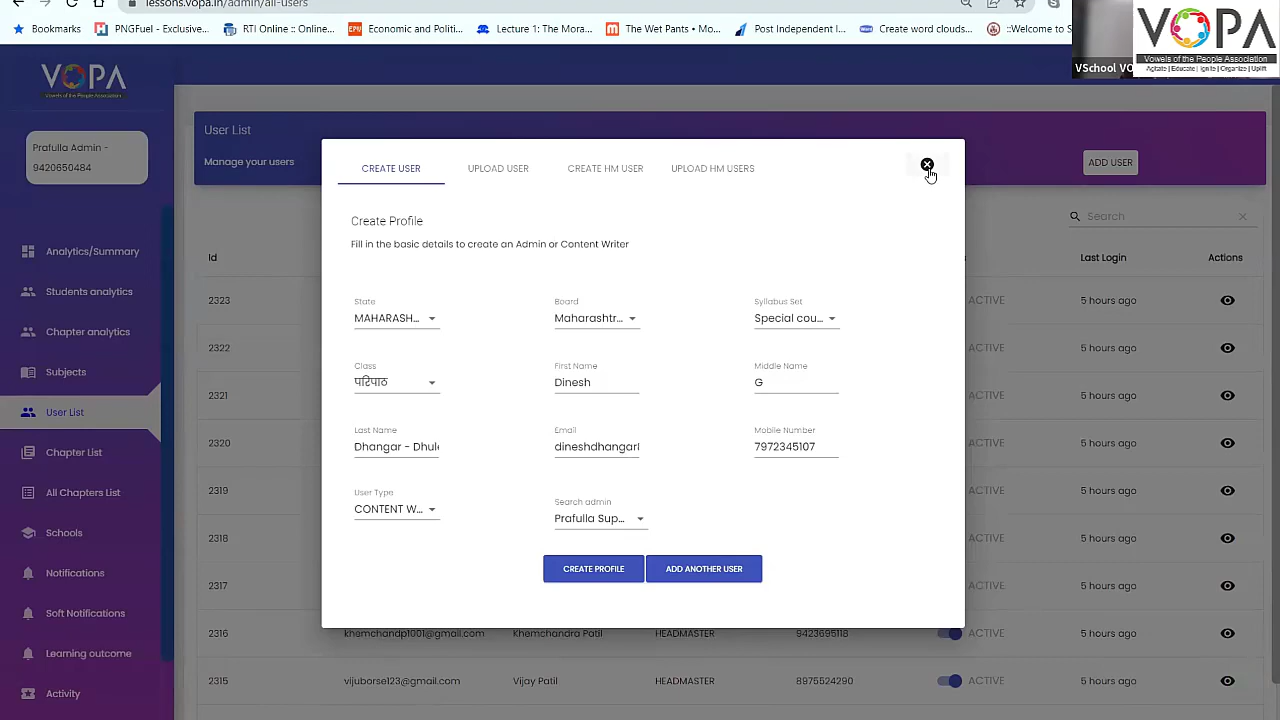 lessons.vopa.in/admin/all-users
Bookmarks
PNGFuel - Exclusive...
RTI Online :: Online...
Economic and Politi...
Lecture 1: The Mora...
The Wet Pants • Mo...
Post Independent I...
Create word clouds...
::Welcome to S
VSchool VO
VOPA
Vowels of the People Association
Agitate | Educate | Ignite | Organize | Uplift
VOPA
Vowels of the People Association
Prafulla Admin -
9420650484
Analytics/Summary
Students analytics
Chapter analytics
Subjects
User List
Chapter List
All Chapters List
Schools
Notifications
Soft Notifications
Learning outcome
Activity
User List
Manage your users
ADD USER
Search
Id
Last Login
Actions
2323
ACTIVE
5 hours ago
2322
ACTIVE
5 hours ago
2321
ACTIVE
5 hours ago
2320
ACTIVE
5 hours ago
2319
ACTIVE
5 hours ago
2318
ACTIVE
5 hours ago
2317
ACTIVE
5 hours ago
2316
khemchandp1001@gmail.com
Khemchandra Patil
HEADMASTER
9423695118
ACTIVE
5 hours ago
2315
vijuborse123@gmail.com
Vijay Patil
HEADMASTER
8975524290
ACTIVE
5 hours ago
CREATE USER
UPLOAD USER
CREATE HM USER
UPLOAD HM USERS
Create Profile
Fill in the basic details to create an Admin or Content Writer
State
MAHARASH...
Board
Maharashtr...
Syllabus Set
Special cou...
Class
परिपाठ
First Name
Dinesh
Middle Name
G
Last Name
Dhangar - Dhule
Email
dineshdhangar
Mobile Number
7972345107
User Type
CONTENT W...
Search admin
Prafulla Sup...
CREATE PROFILE
ADD ANOTHER USER